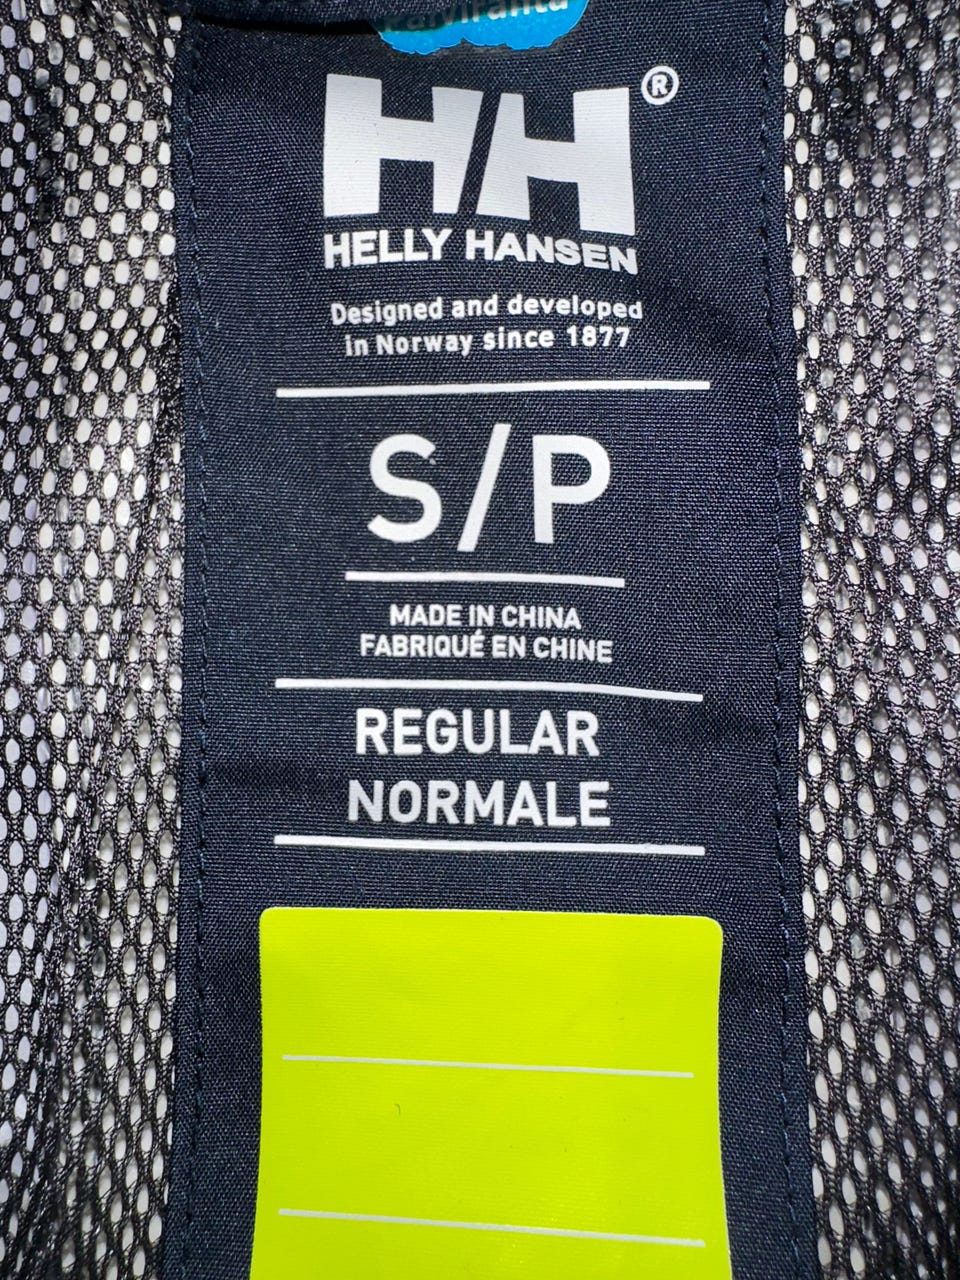 HH®
HELLY HANSEN
Designed and developed
in Norway since 1877
S/P
MADE IN CHINA
FABRIQUÉ EN CHINE
REGULAR
NORMALE